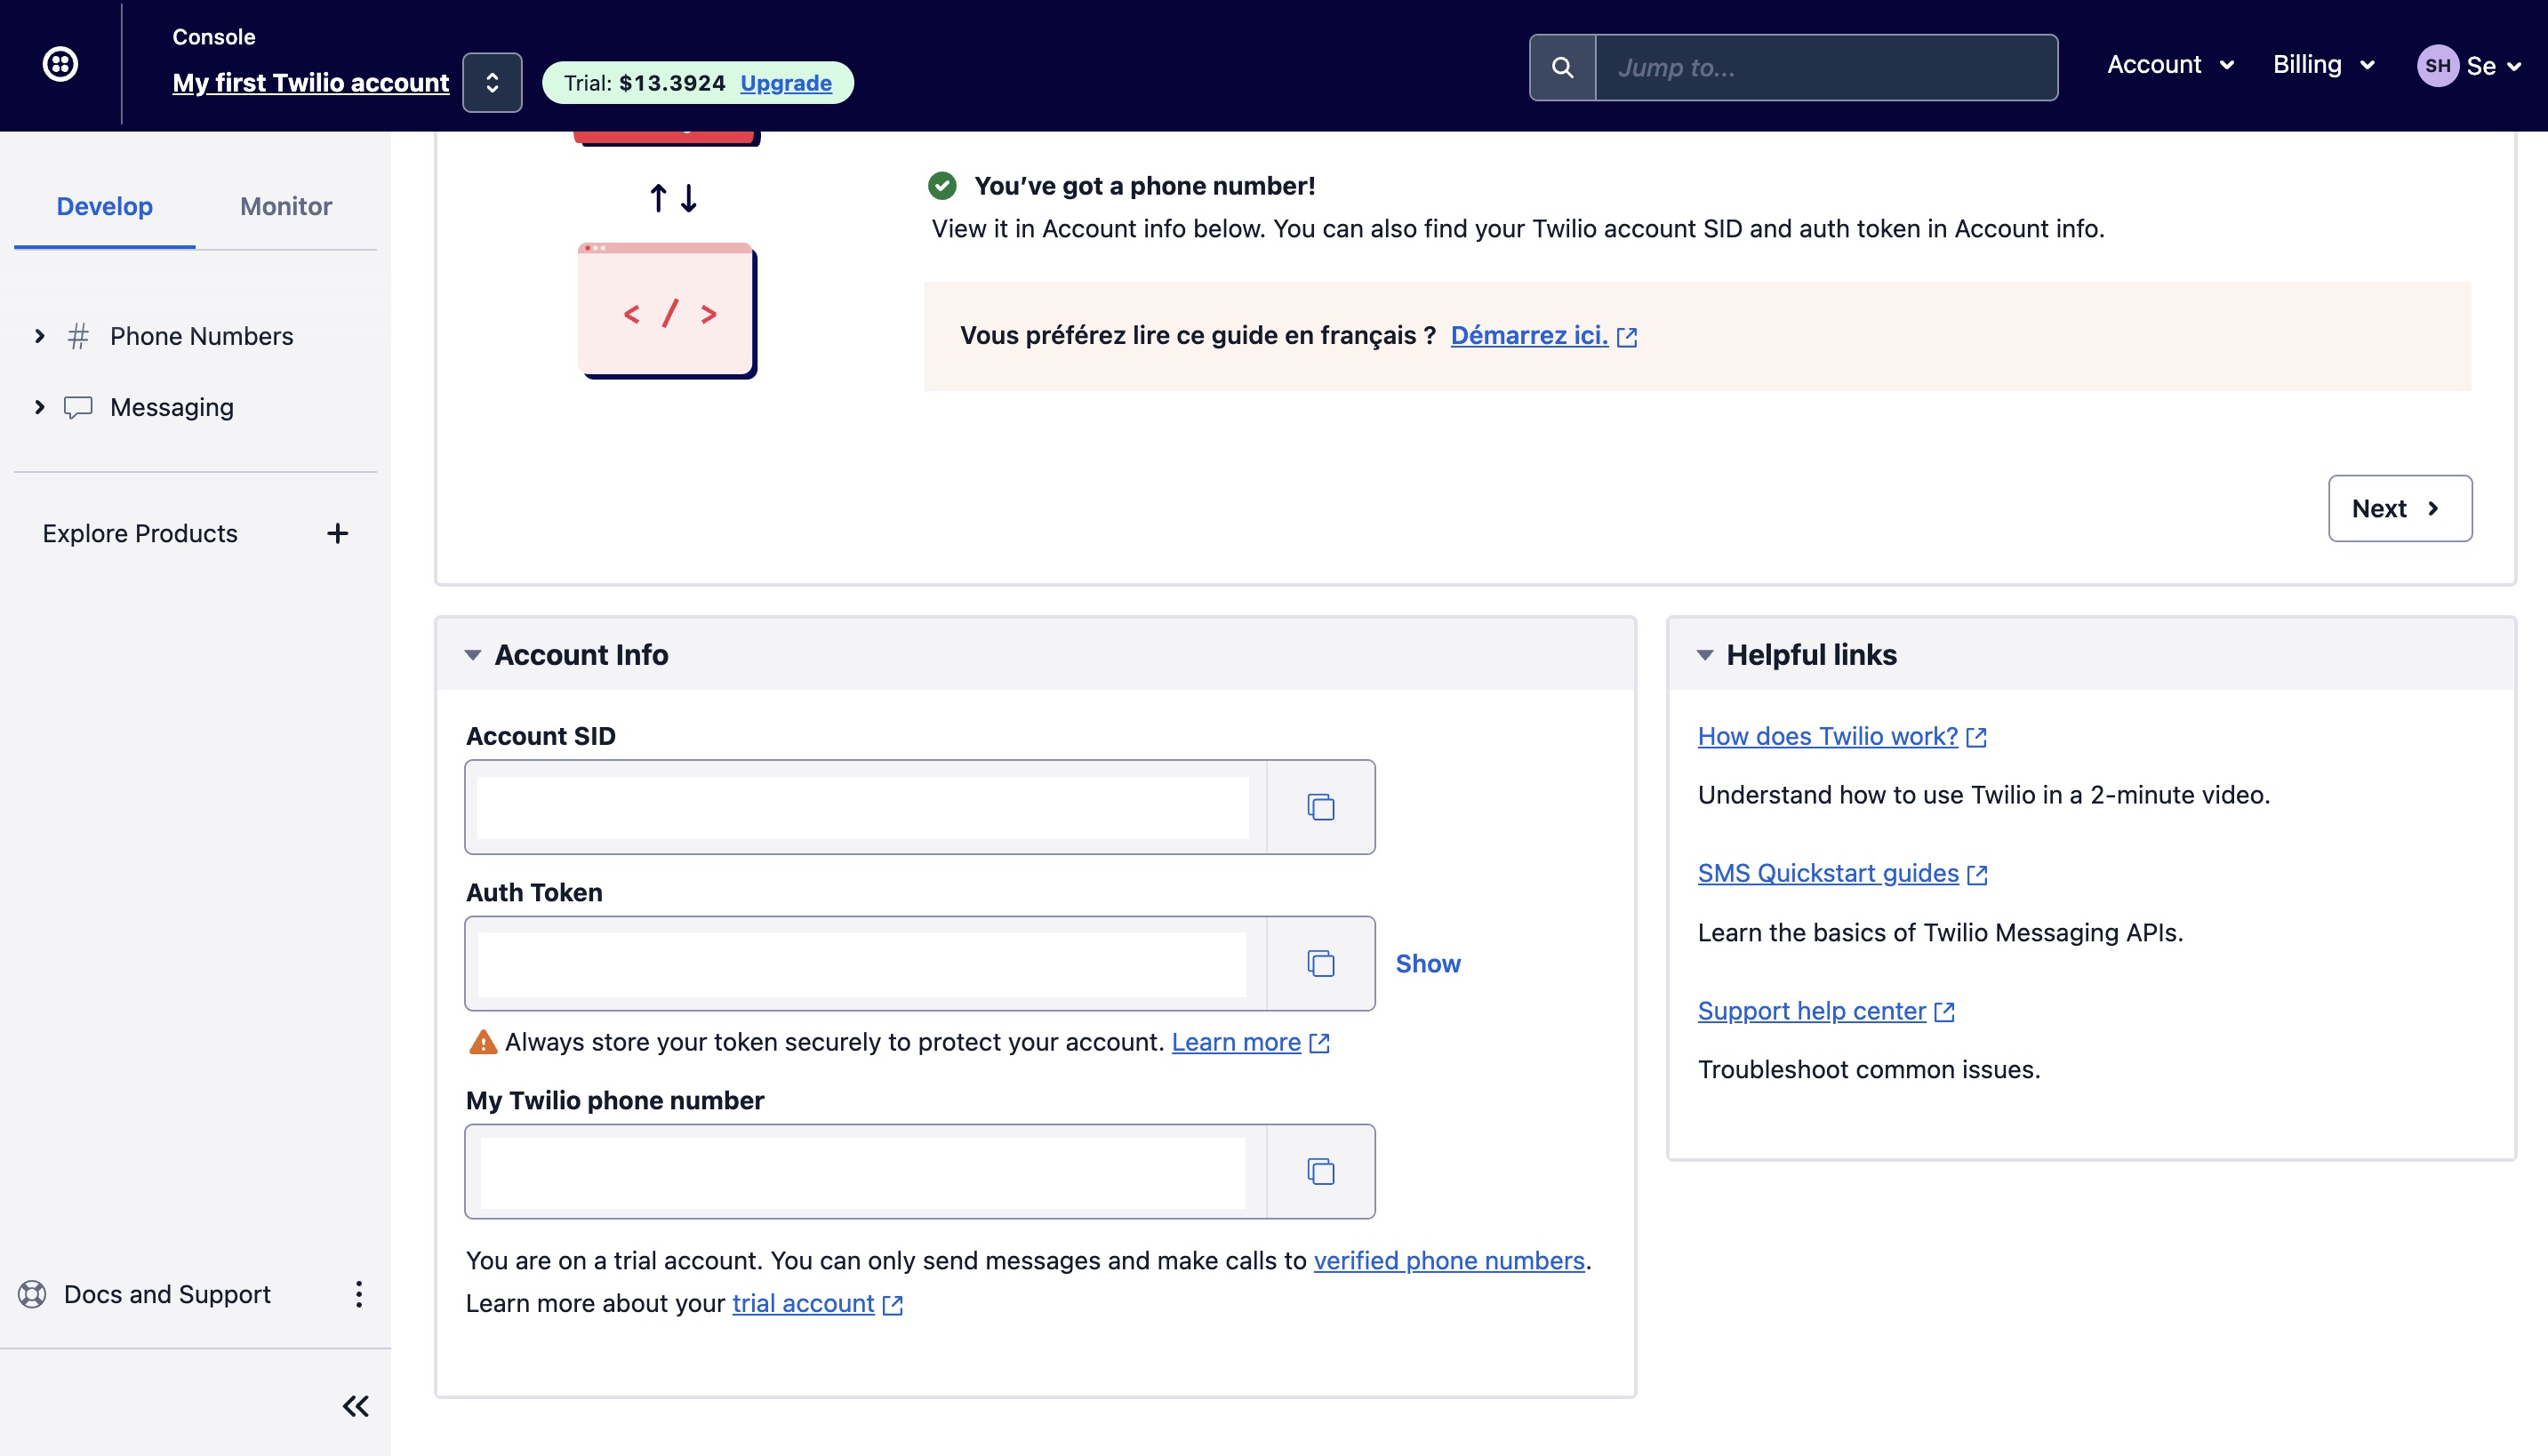 Console
My first Twilio account
Trial: $13.3924 Upgrade
Jump to...
Account
Billing
SH Se
Develop
Monitor
Phone Numbers
Messaging
Explore Products
Docs and Support
You’ve got a phone number!
View it in Account info below. You can also find your Twilio account SID and auth token in Account info.
< / >
Vous préférez lire ce guide en français ? Démarrez ici.
Next
Account Info
Account SID
Auth Token
Show
Always store your token securely to protect your account. Learn more
My Twilio phone number
You are on a trial account. You can only send messages and make calls to verified phone numbers.
Learn more about your trial account
Helpful links
How does Twilio work?
Understand how to use Twilio in a 2-minute video.
SMS Quickstart guides
Learn the basics of Twilio Messaging APIs.
Support help center
Troubleshoot common issues.